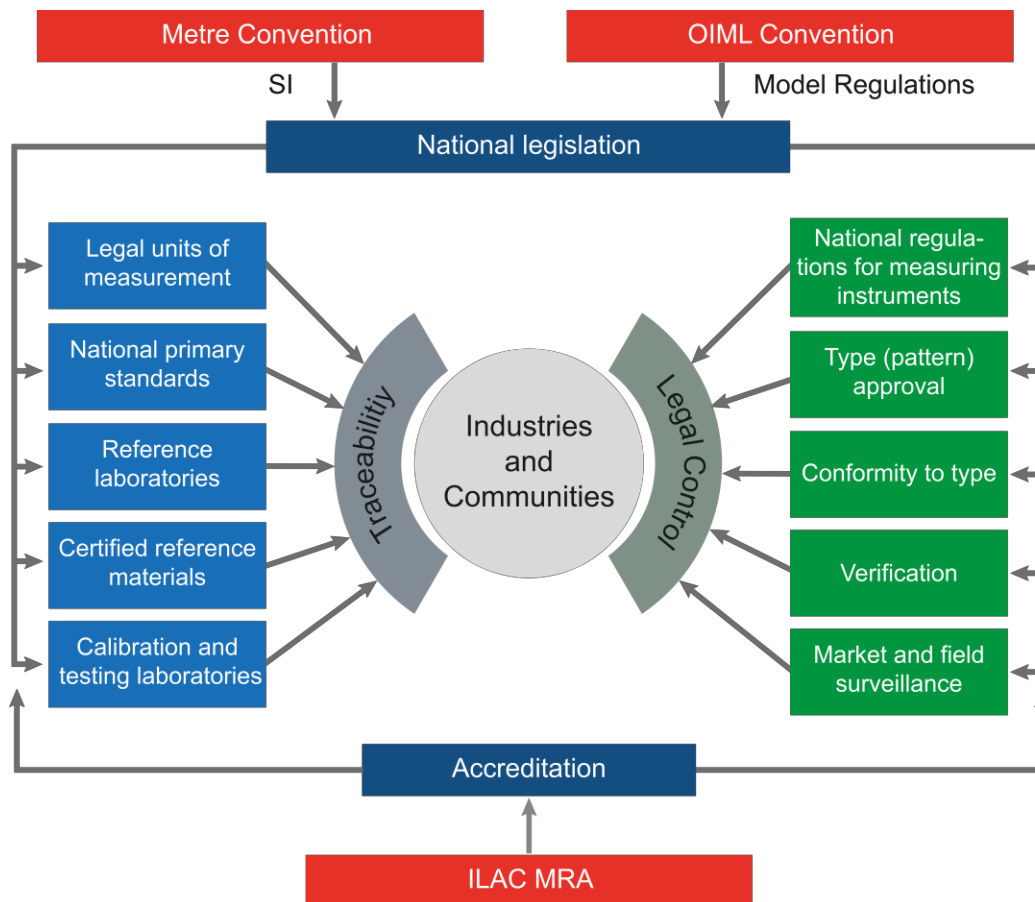 Metre Convention
OIML Convention
SI
Model Regulations
National legislation
Legal units of
measurement
National primary
standards
Reference
laboratories
Certified reference
materials
Calibration and
testing laboratories
Traceabilitiy
Industries
and
Communities
Legal Control
National regula-
tions for measuring
instruments
Type (pattern)
approval
Conformity to type
Verification
Market and field
surveillance
Accreditation
ILAC MRA